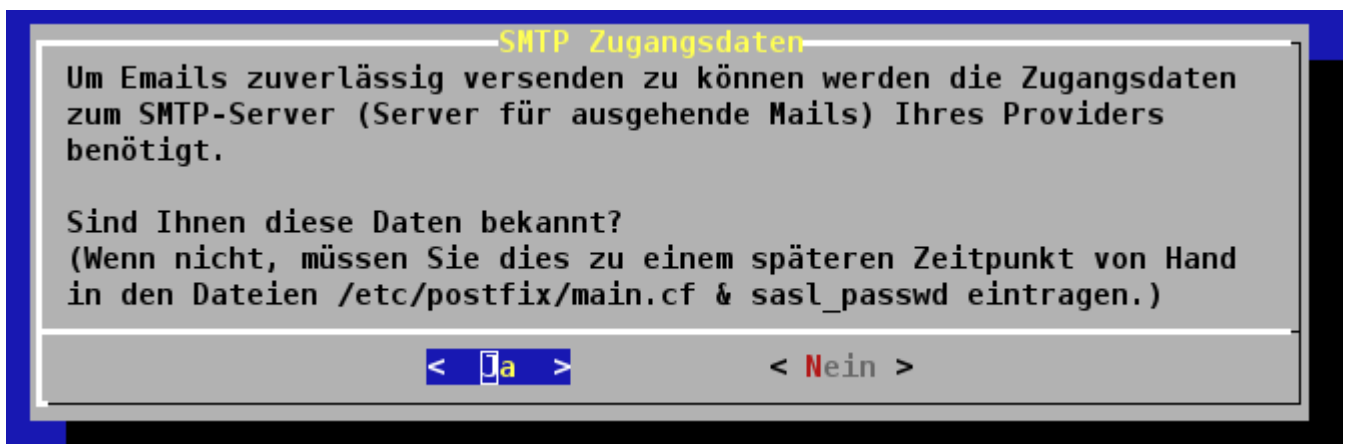 SMTP Zugangsdaten
Um Emails zuverlässig versenden zu können werden die Zugangsdaten
zum SMTP-Server (Server für ausgehende Mails) Ihres Providers
benötigt.
Sind Ihnen diese Daten bekannt?
(Wenn nicht, müssen Sie dies zu einem späteren Zeitpunkt von Hand
in den Dateien /etc/postfix/main.cf & sasl_passwd eintragen.)
< Ja > < Nein >